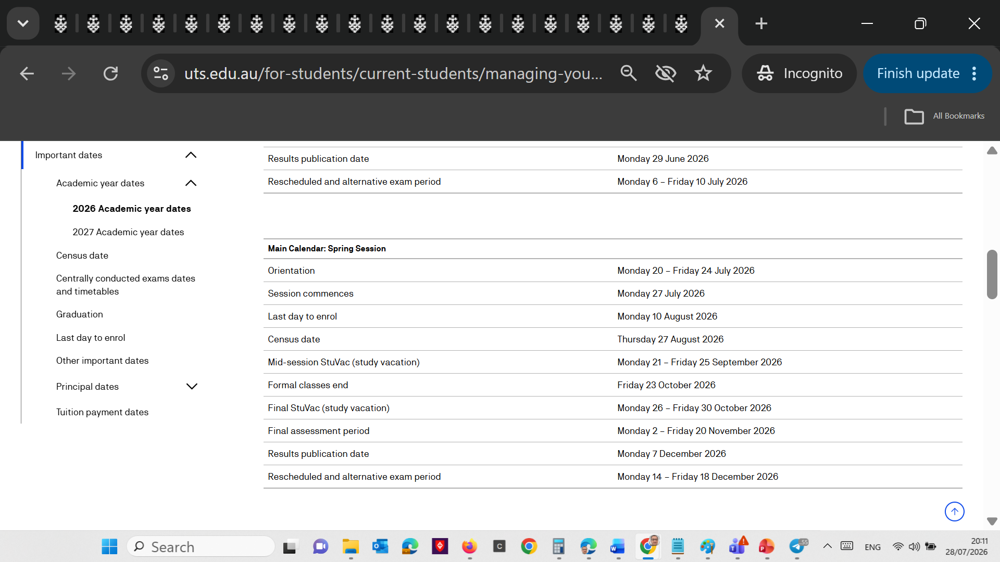 uts.edu.au/for-students/current-students/managing-you...
Incognito
Finish update
All Bookmarks
Important dates
Academic year dates
2026 Academic year dates
2027 Academic year dates
Census date
Centrally conducted exams dates
and timetables
Graduation
Last day to enrol
Other important dates
Principal dates
Tuition payment dates
Results publication date Monday 29 June 2026
Rescheduled and alternative exam period Monday 6 – Friday 10 July 2026
Main Calendar: Spring Session
Orientation Monday 20 – Friday 24 July 2026
Session commences Monday 27 July 2026
Last day to enrol Monday 10 August 2026
Census date Thursday 27 August 2026
Mid-session StuVac (study vacation) Monday 21 – Friday 25 September 2026
Formal classes end Friday 23 October 2026
Final StuVac (study vacation) Monday 26 – Friday 30 October 2026
Final assessment period Monday 2 – Friday 20 November 2026
Results publication date Monday 7 December 2026
Rescheduled and alternative exam period Monday 14 – Friday 18 December 2026
Search
C
55
ENG
20:11
28/07/2026